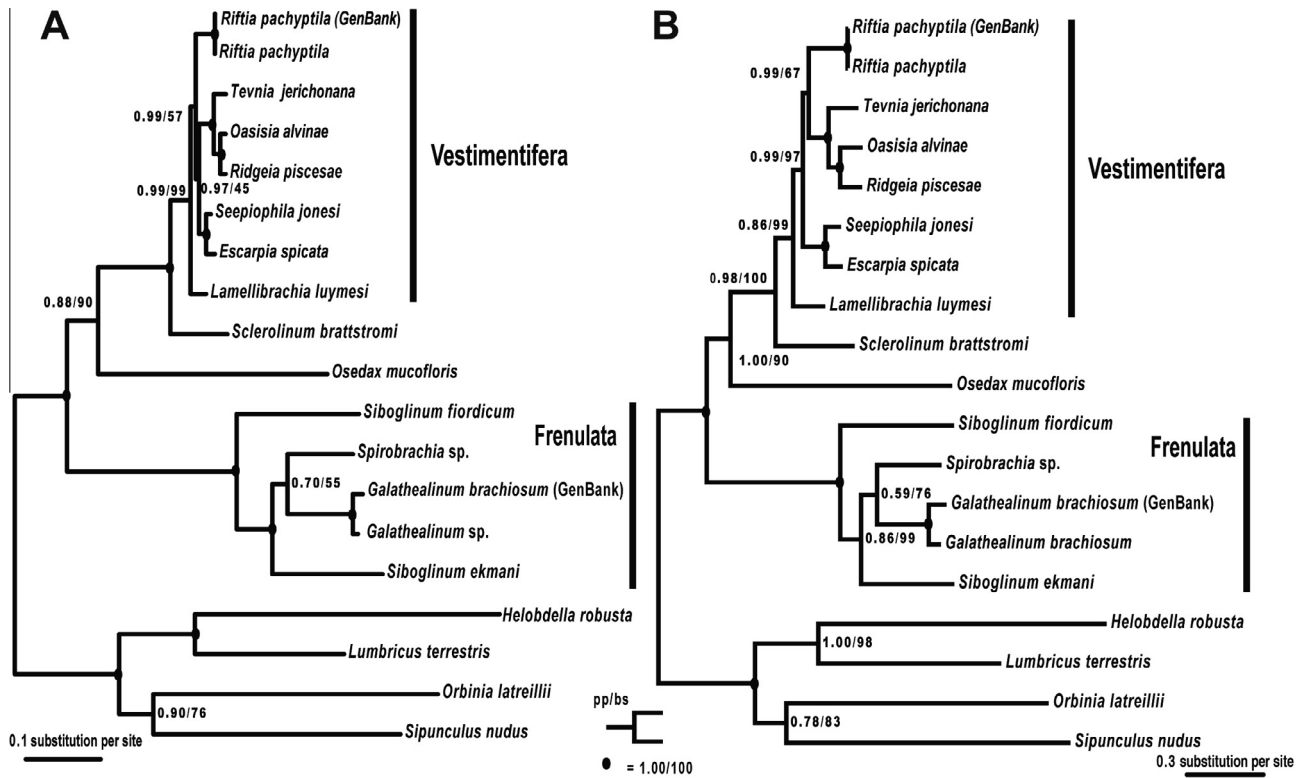 A
Riftia pachyptila (GenBank)
Riftia pachyptila
Tevnia jerichonana
0.99/57
Oasisia alvinae
Vestimentifera
Ridgeia piscesae
0.99/99
0.97/45
Seepiophila jonesi
Escarpia spicata
Lamellibrachia luymesi
0.88/90
Sclerolinum brattstromi
Osedax mucofloris
Siboglinum fiordicum
Frenulata
Spirobrachia sp.
0.70/55
Galathealinum brachiosum (GenBank)
Galathealinum sp.
Siboglinum ekmani
Helobdella robusta
Lumbricus terrestris
Orbinia latreillii
0.90/76
Sipunculus nudus
0.1 substitution per site
pp/bs
= 1.00/100
B
Riftia pachyptila (GenBank)
Riftia pachyptila
0.99/67
Tevnia jerichonana
Oasisia alvinae
0.99/97
Vestimentifera
Ridgeia piscesae
0.86/99
Seepiophila jonesi
Escarpia spicata
0.98/100
Lamellibrachia luymesi
Sclerolinum brattstromi
1.00/90
Osedax mucofloris
Siboglinum fiordicum
Frenulata
Spirobrachia sp.
0.59/76
Galathealinum brachiosum (GenBank)
0.86/99
Galathealinum brachiosum
Siboglinum ekmani
Helobdella robusta
1.00/98
Lumbricus terrestris
Orbinia latreillii
0.78/83
Sipunculus nudus
0.3 substitution per site